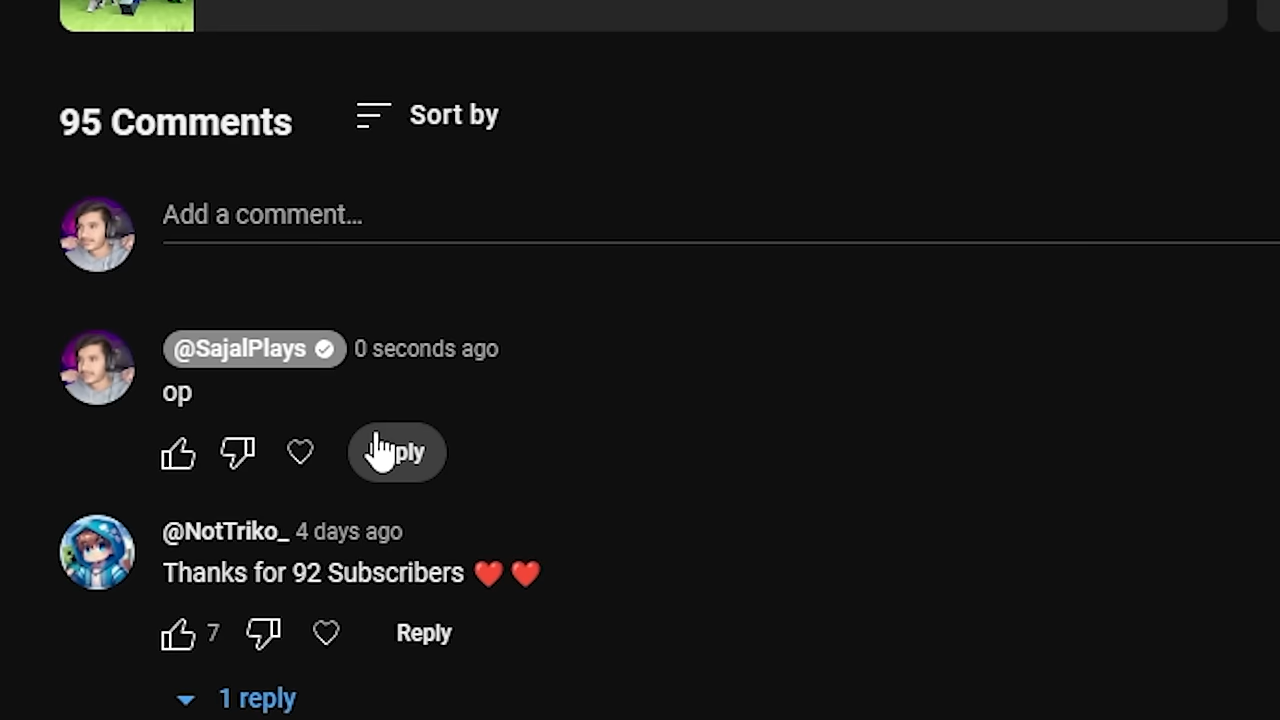 95 Comments
Sort by
Add a comment...
@SajalPlays 0 seconds ago
op
@NotTriko_ 4 days ago
Thanks for 92 Subscribers ❤️ ❤️
7
Reply
1 reply